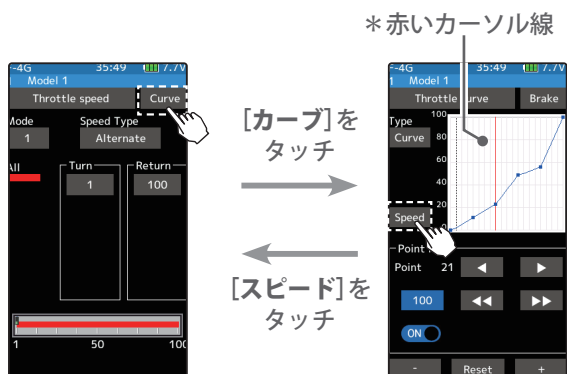 ＊赤いカーソル線
-4G 35:49 7.7V
Model 1
Throttle speed Curve
Mode Speed Type
1 Alternate
All
Turn Return
1 100
1 50 100
[カーブ]を
タッチ
[スピード]を
タッチ
-4G 35:49 7.7V
1 Model 1
Throttle curve Brake
Type
Curve
100
80
60
40
20
0
Speed
Point
Point 21 ◀ ▶
100 ◀◀ ▶▶
ON
- Reset +